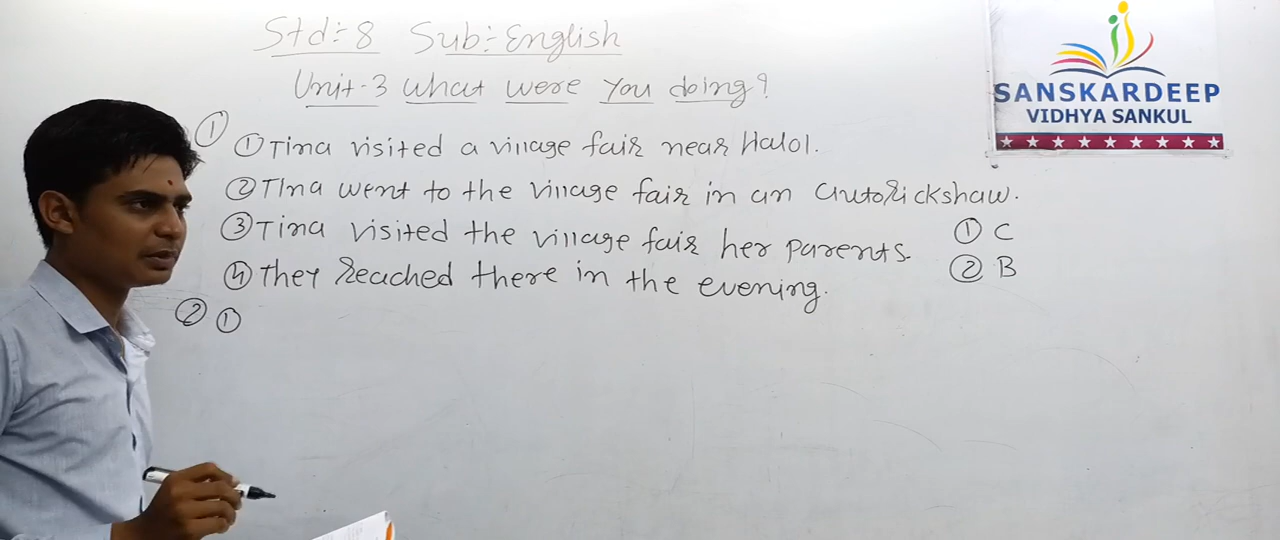 Std:- 8 Sub:- English
Unit-3 What were you doing?
① ① Tina visited a village fair near Halol.
② Tina went to the village fair in an autorickshaw.
③ Tina visited the village fair her parents.
④ They reached there in the evening.
② ①
① C
② B
SANSKARDEEP
VIDHYA SANKUL